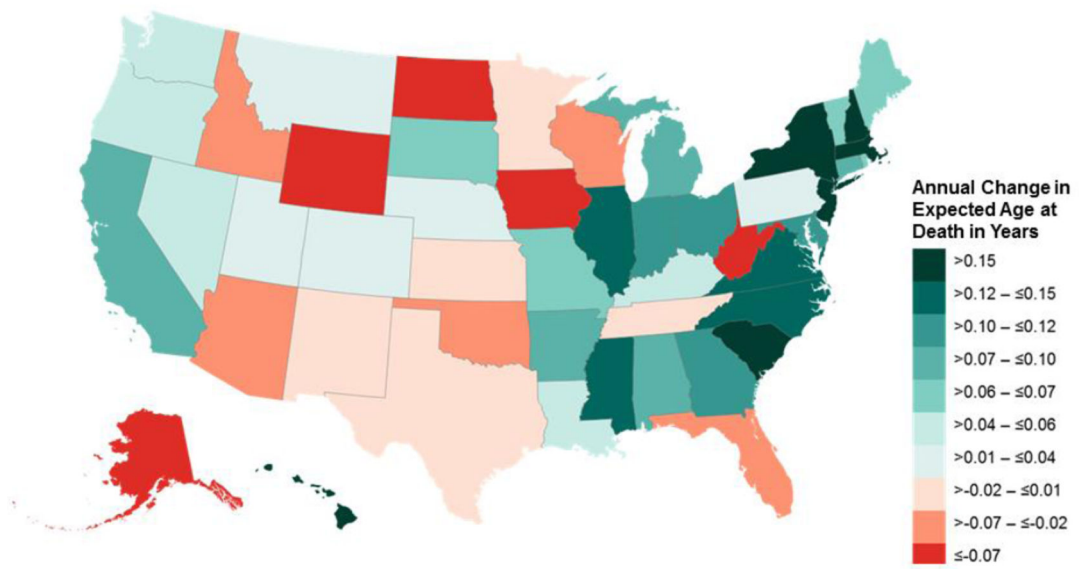 Annual Change in
Expected Age at
Death in Years
>0.15
>0.12 – ≤0.15
>0.10 – ≤0.12
>0.07 – ≤0.10
>0.06 – ≤0.07
>0.04 – ≤0.06
>0.01 – ≤0.04
>-0.02 – ≤0.01
>-0.07 – ≤-0.02
≤-0.07